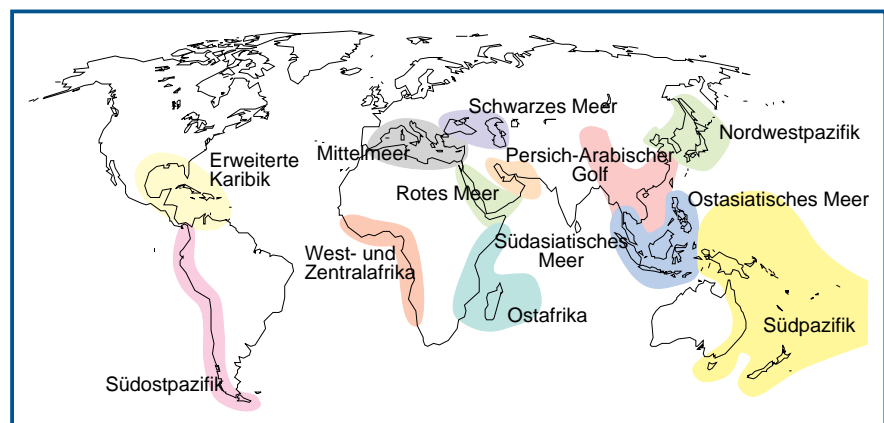 Schwarzes Meer
Nordwestpazifik
Mittelmeer
Persich-Arabischer
Golf
Erweiterte
Karibik
Rotes Meer
Ostasiatisches Meer
West- und
Zentralafrika
Südasiatisches
Meer
Ostafrika
Südpazifik
Südostpazifik